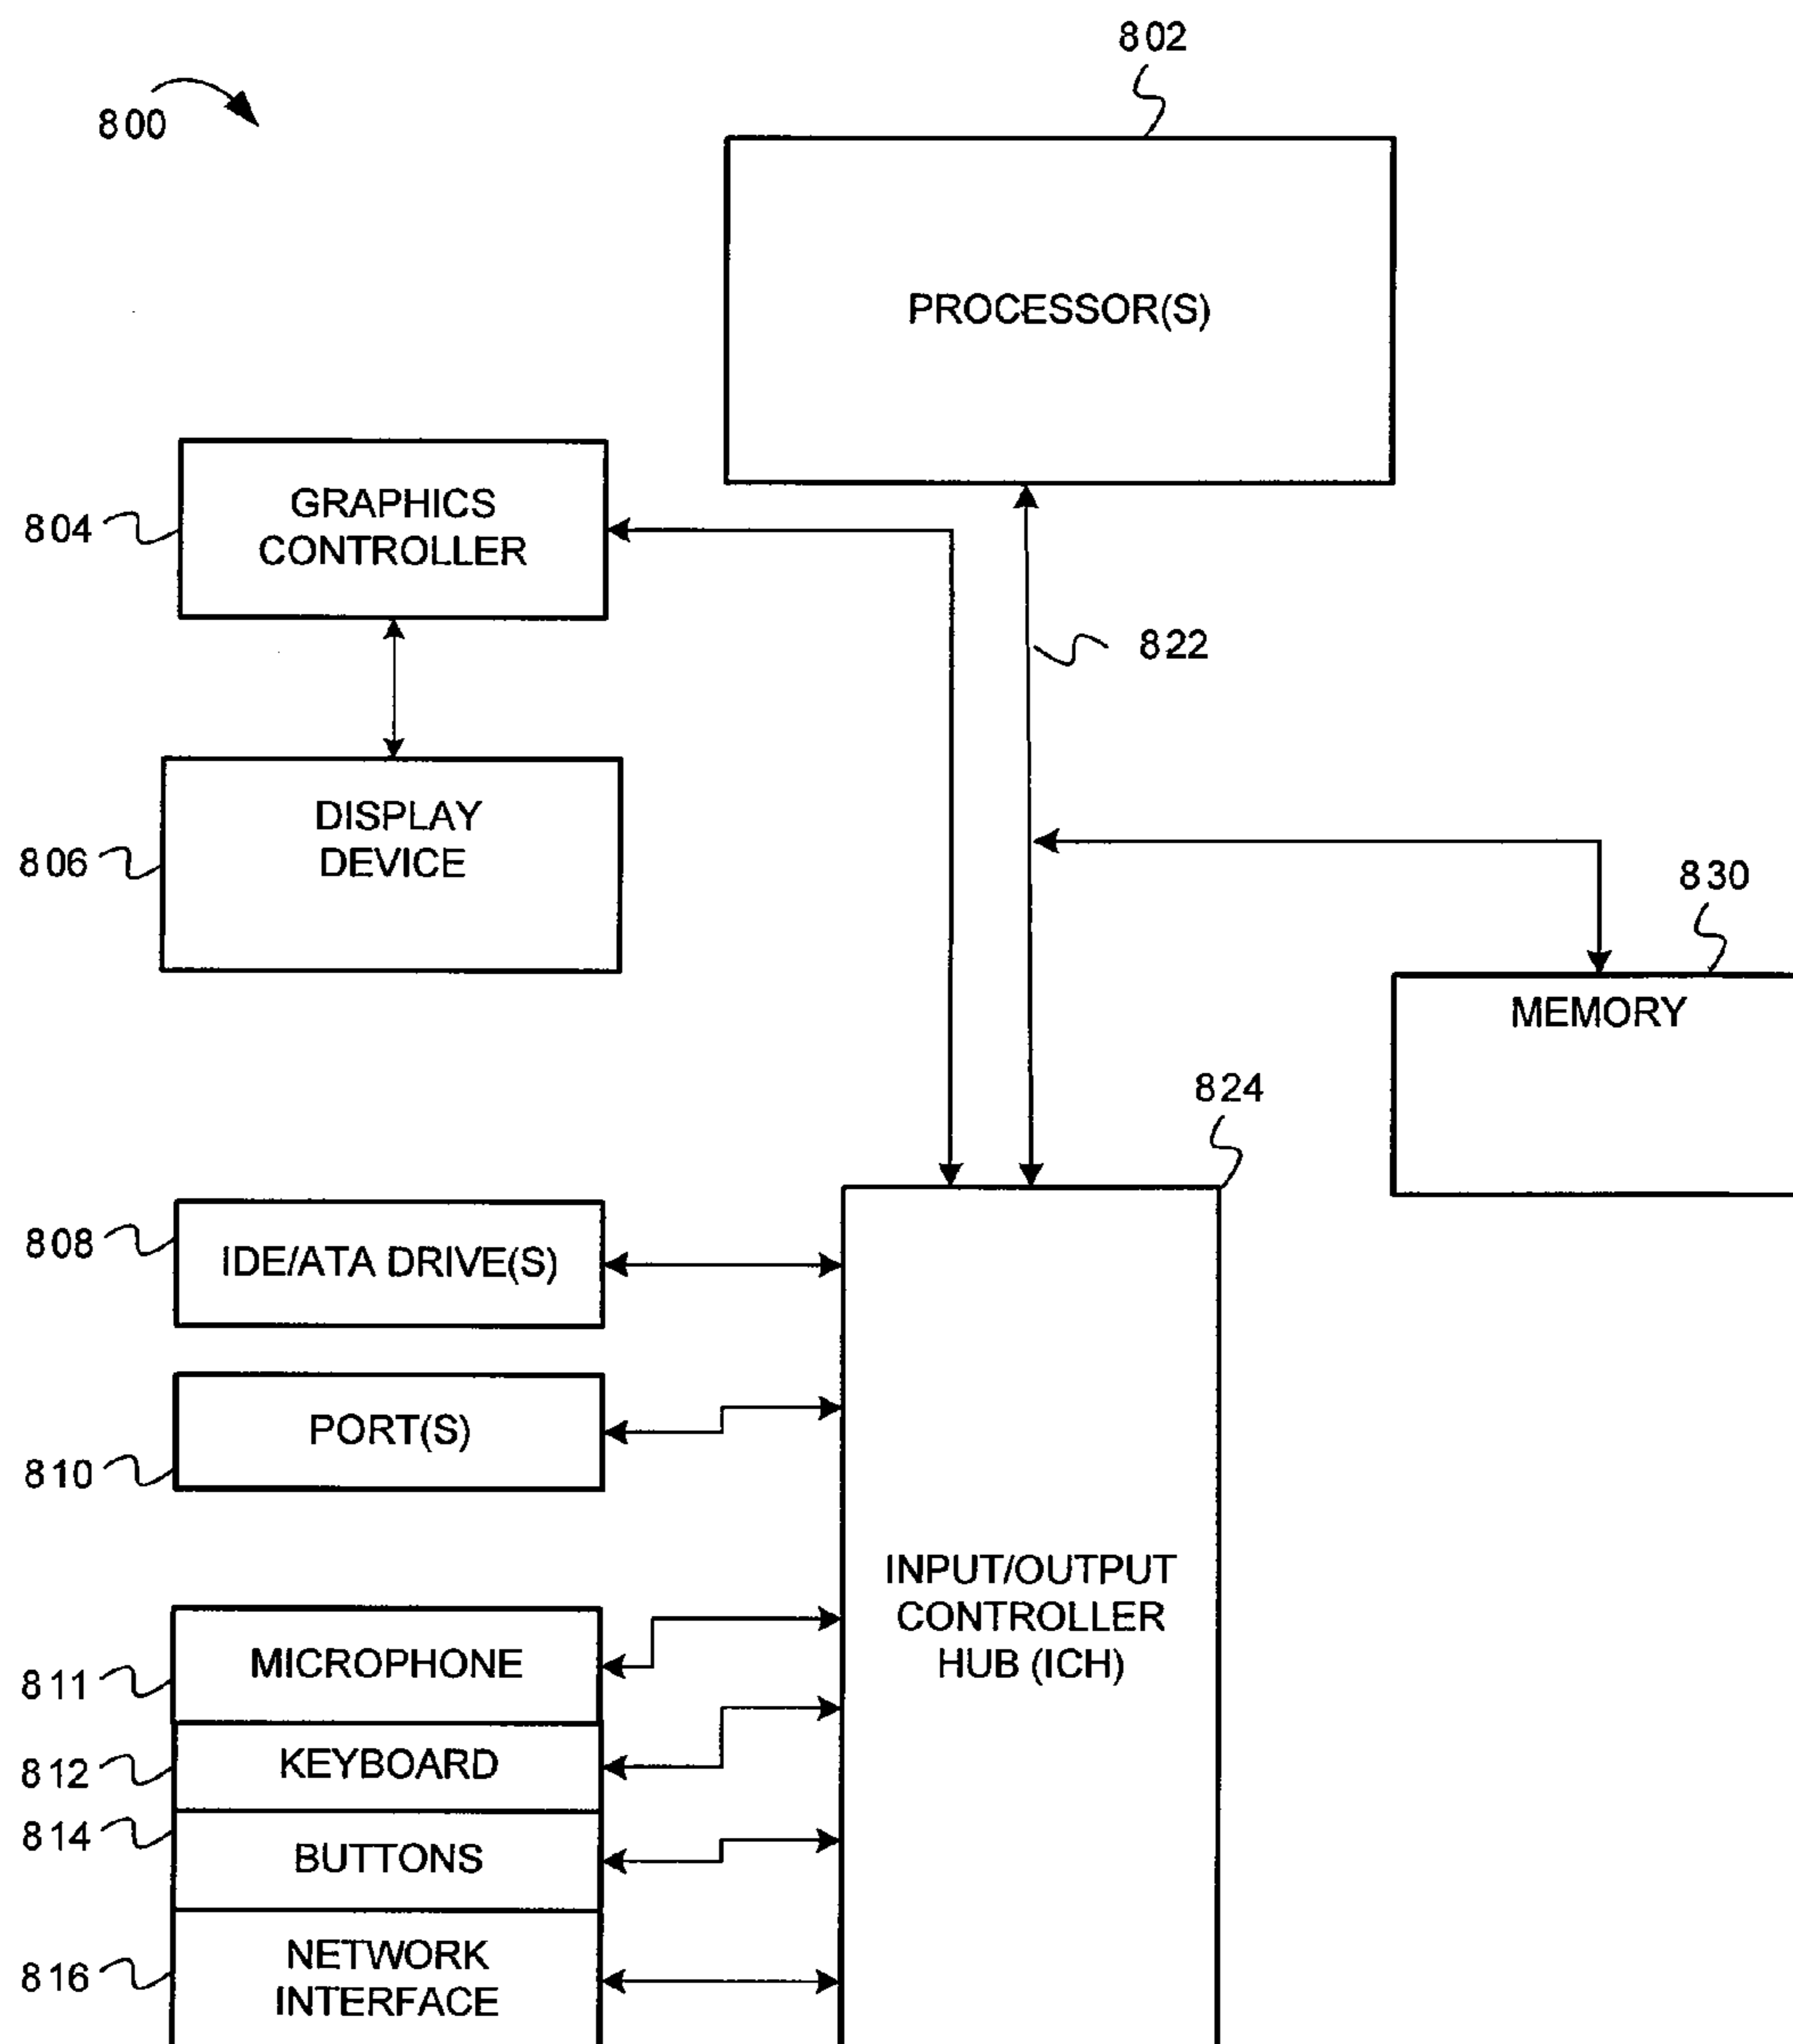 802
800
PROCESSOR(S)
GRAPHICS
CONTROLLER
804
822
DISPLAY
DEVICE
806
830
MEMORY
824
808
IDE/ATA DRIVE(S)
PORT(S)
810
INPUT/OUTPUT
CONTROLLER
HUB (ICH)
MICROPHONE
811
KEYBOARD
812
814
BUTTONS
NETWORK
INTERFACE
816